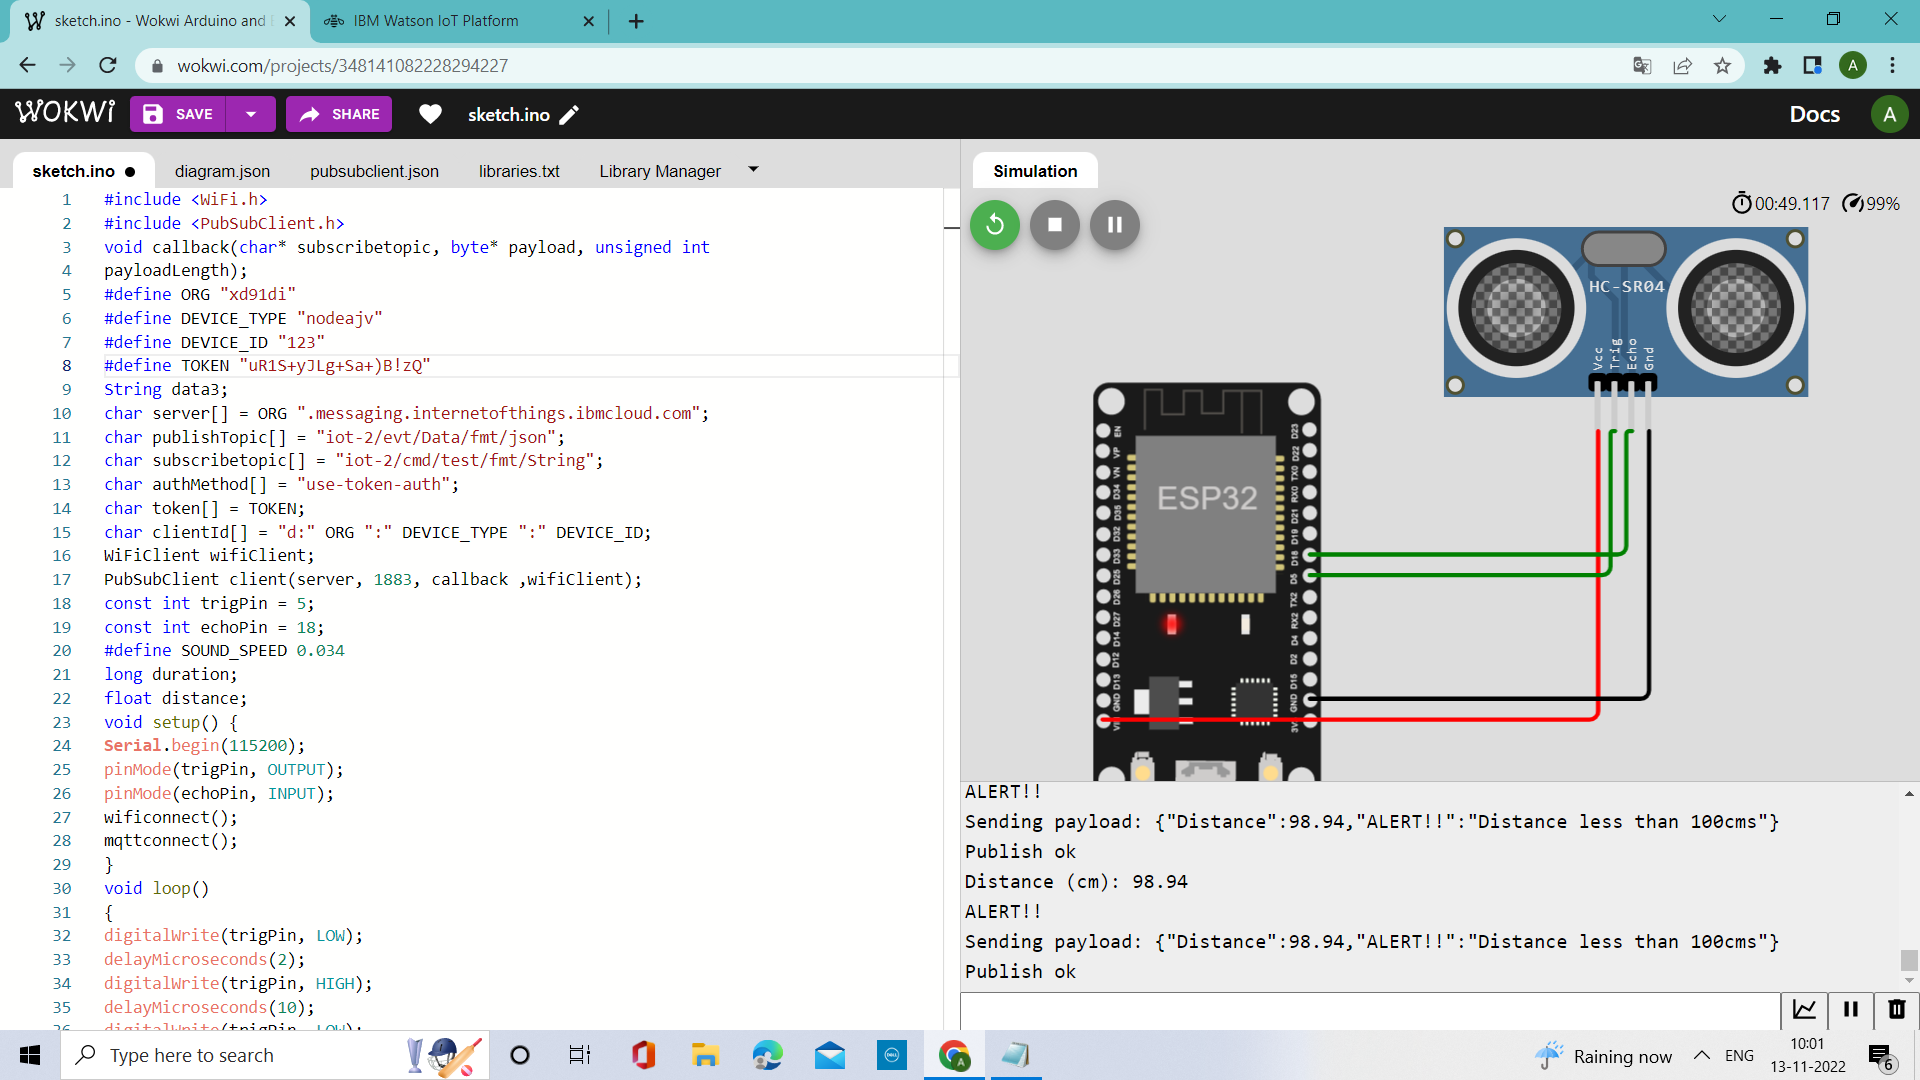 sketch.ino - Wokwi Arduino and E
IBM Watson IoT Platform
wokwi.com/projects/348141082228294227
A
WOKWI
SAVE
SHARE
sketch.ino
Docs
A
sketch.ino ●
diagram.json
pubsubclient.json
libraries.txt
Library Manager
1 #include <WiFi.h>
2 #include <PubSubClient.h>
3 void callback(char* subscribetopic, byte* payload, unsigned int
4 payloadLength);
5 #define ORG "xd91di"
6 #define DEVICE_TYPE "nodeajv"
7 #define DEVICE_ID "123"
8 #define TOKEN "uR1S+yJLg+Sa+)B!zQ"
9 String data3;
10 char server[] = ORG ".messaging.internetofthings.ibmcloud.com";
11 char publishTopic[] = "iot-2/evt/Data/fmt/json";
12 char subscribetopic[] = "iot-2/cmd/test/fmt/String";
13 char authMethod[] = "use-token-auth";
14 char token[] = TOKEN;
15 char clientId[] = "d:" ORG ":" DEVICE_TYPE ":" DEVICE_ID;
16 WiFiClient wifiClient;
17 PubSubClient client(server, 1883, callback ,wifiClient);
18 const int trigPin = 5;
19 const int echoPin = 18;
20 #define SOUND_SPEED 0.034
21 long duration;
22 float distance;
23 void setup() {
24 Serial.begin(115200);
25 pinMode(trigPin, OUTPUT);
26 pinMode(echoPin, INPUT);
27 wificonnect();
28 mqttconnect();
29 }
30 void loop()
31 {
32 digitalWrite(trigPin, LOW);
33 delayMicroseconds(2);
34 digitalWrite(trigPin, HIGH);
35 delayMicroseconds(10);
36 digitalWrite(trigPin, LOW);
Simulation
00:49.117
99%
HC-SR04
Vcc
Trig
Echo
Gnd
ESP32
EN
VP
VN
D34
D35
D32
D33
D25
D26
D27
D14
D12
D13
GND
D23
D22
TX0
RX0
D21
D19
D18
D5
TX2
RX2
D4
D2
D15
GND
3V
ALERT!!
Sending payload: {"Distance":98.94,"ALERT!!":"Distance less than 100cms"}
Publish ok
Distance (cm): 98.94
ALERT!!
Sending payload: {"Distance":98.94,"ALERT!!":"Distance less than 100cms"}
Publish ok
Type here to search
DELL
A
Raining now
ENG
10:01
13-11-2022
6